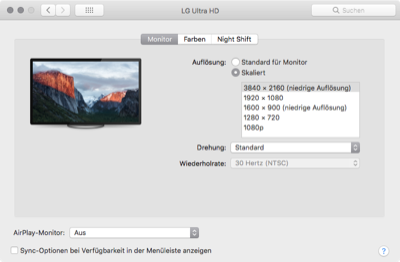 LG Ultra HD
Suchen
Monitor Farben Night Shift
Auflösung: Standard für Monitor
Skaliert
3840 × 2160 (niedrige Auflösung)
1920 × 1080
1600 × 900 (niedrige Auflösung)
1280 × 720
1080p
Drehung: Standard
Wiederholrate: 30 Hertz (NTSC)
AirPlay-Monitor: Aus
Sync-Optionen bei Verfügbarkeit in der Menüleiste anzeigen
?